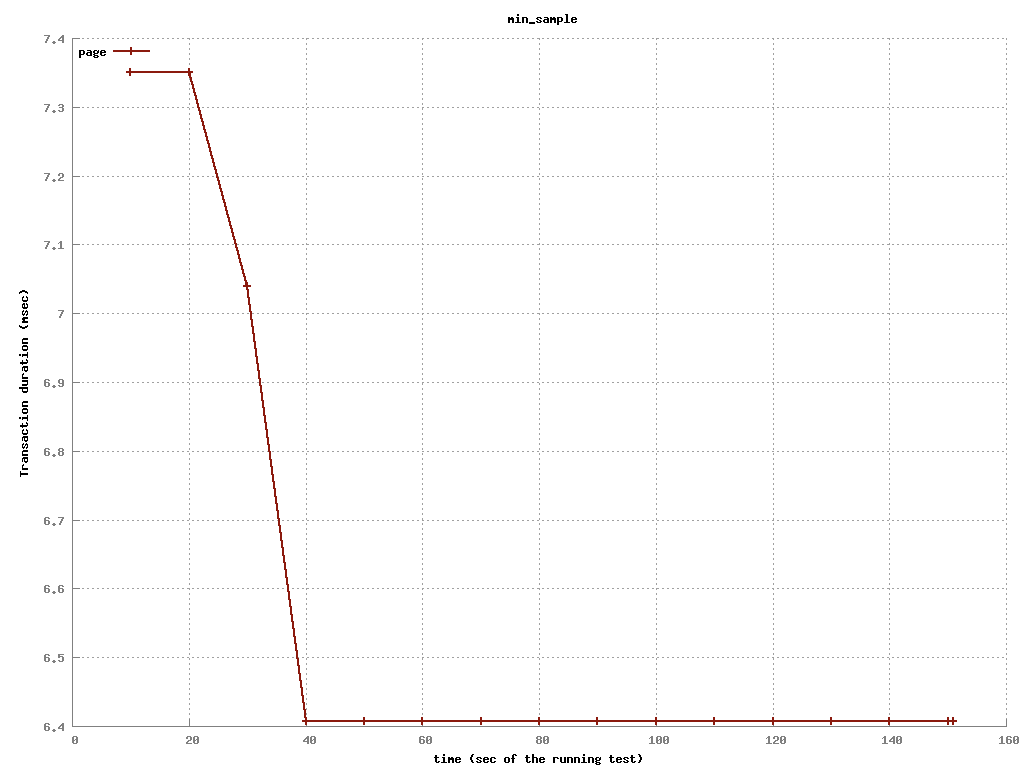 min_sample
7.4
page
7.3
7.2
7.1
7
6.9
6.8
6.7
6.6
6.5
6.4
Transaction duration (msec)
0 20 40 60 80 100 120 140 160
time (sec of the running test)